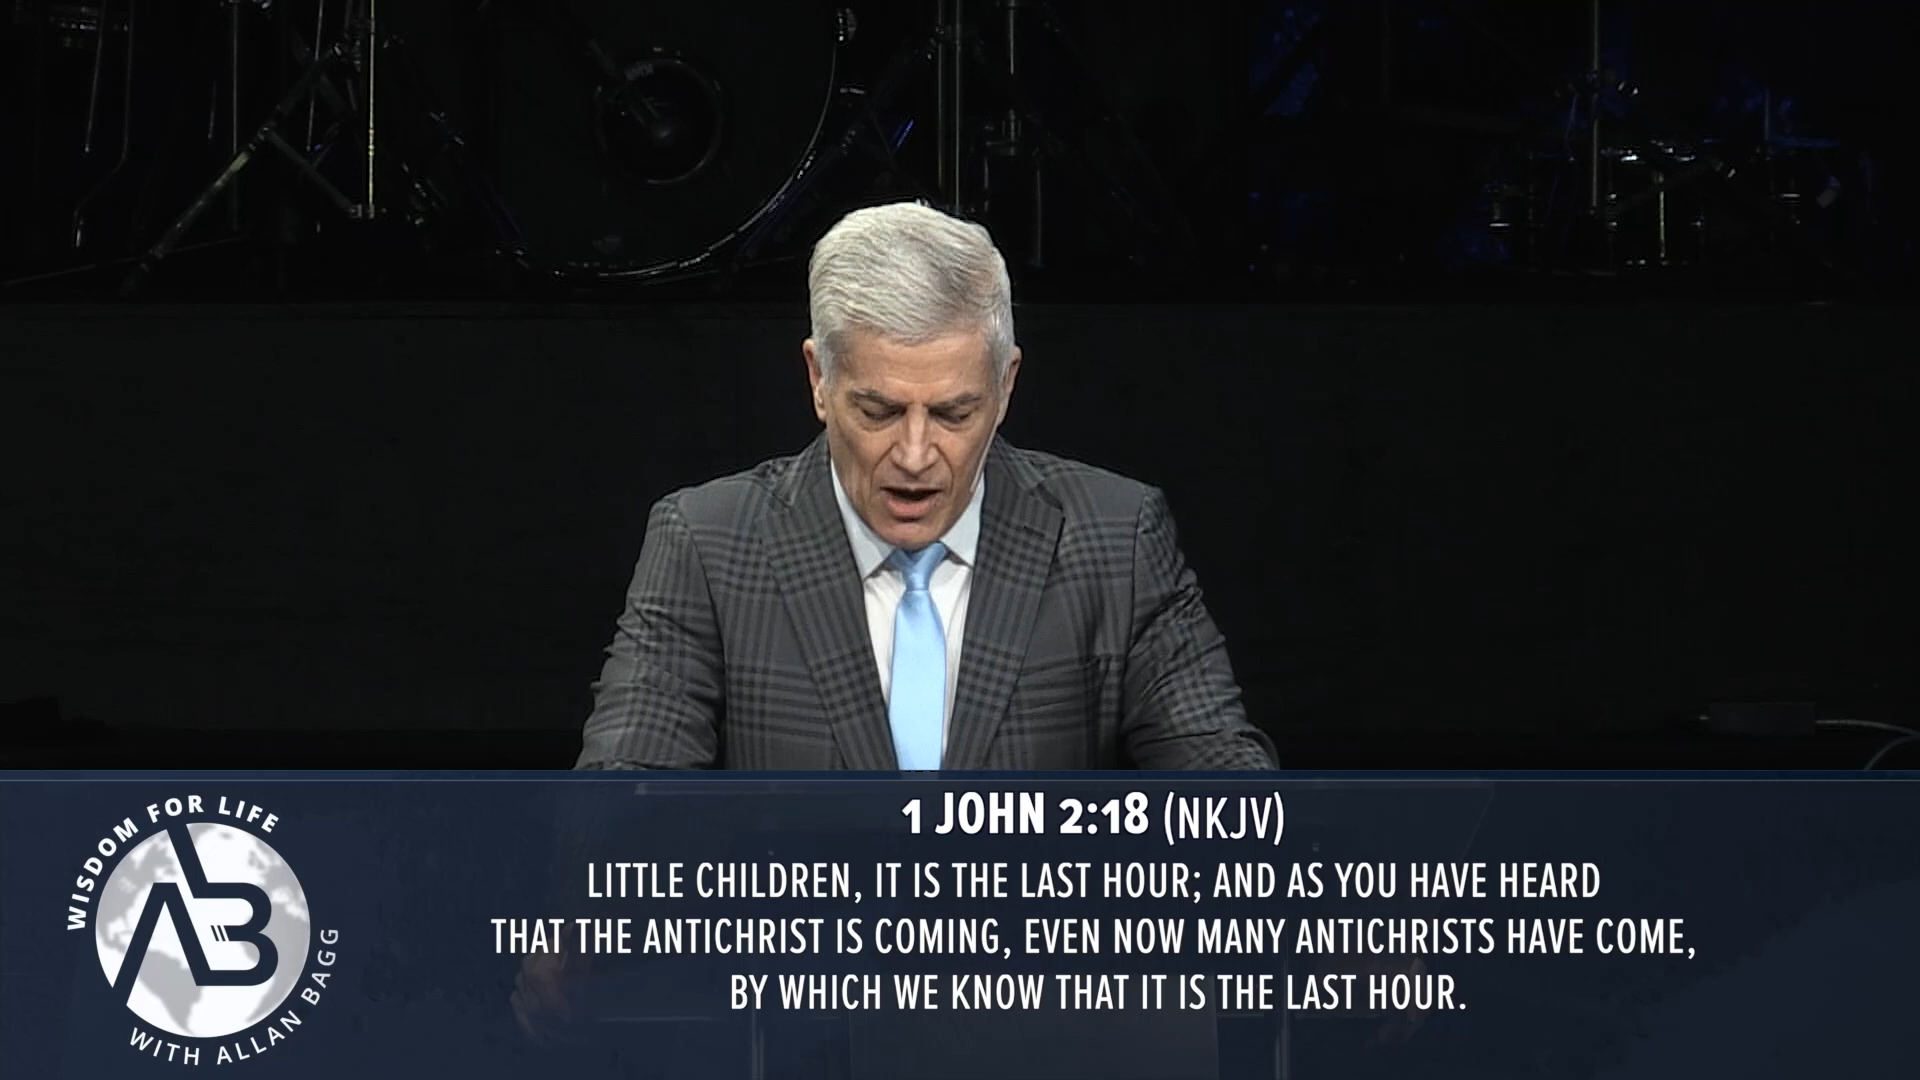 1 JOHN 2:18 (NKJV)
LITTLE CHILDREN, IT IS THE LAST HOUR; AND AS YOU HAVE HEARD
THAT THE ANTICHRIST IS COMING, EVEN NOW MANY ANTICHRISTS HAVE COME,
BY WHICH WE KNOW THAT IT IS THE LAST HOUR.
WISDOM FOR LIFE
AB
WITH ALLAN BAGG